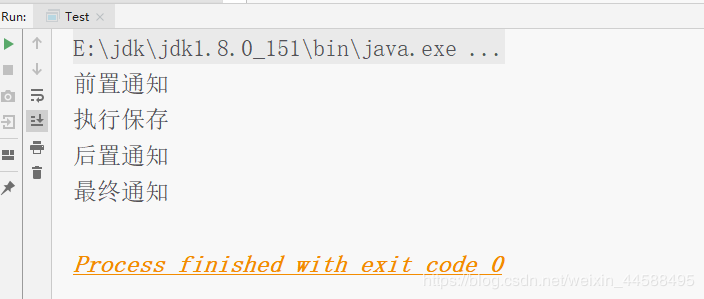 Run: Test
E:\jdk\jdk1.8.0_151\bin\java.exe ...
前置通知
执行保存
后置通知
最终通知
Process finished with exit code 0
https://blog.csdn.net/weixin_44588495